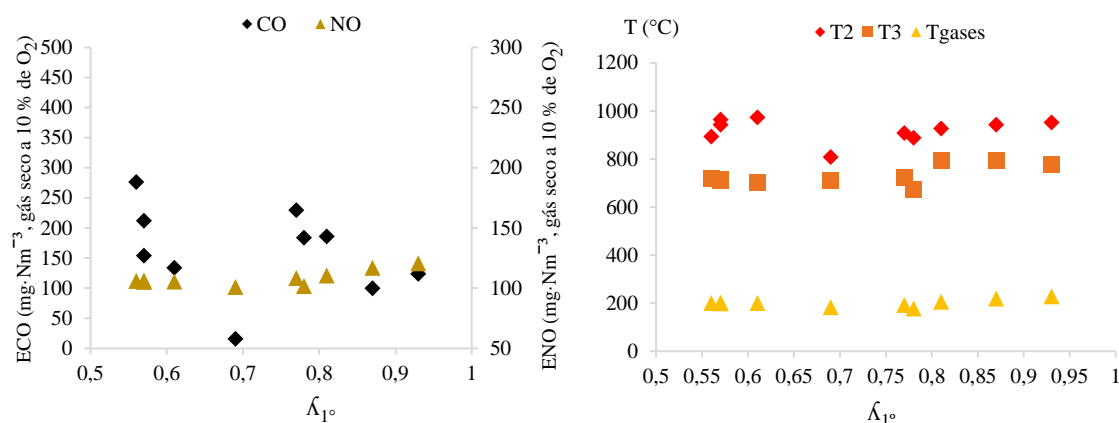 CO NO
ECO (mg·Nm⁻³, gás seco a 10 % de O₂)
500
450
400
350
300
250
200
150
100
50
0
0,5 0,6 0,7 0,8 0,9 1
ʎ₁°
300
250
200
150
100
50
ENO (mg·Nm⁻³, gás seco a 10 % de O₂)
T (°C)
T2 T3 Tgases
1200
1000
800
600
400
200
0
0,5 0,55 0,6 0,65 0,7 0,75 0,8 0,85 0,9 0,95 1
ʎ₁º